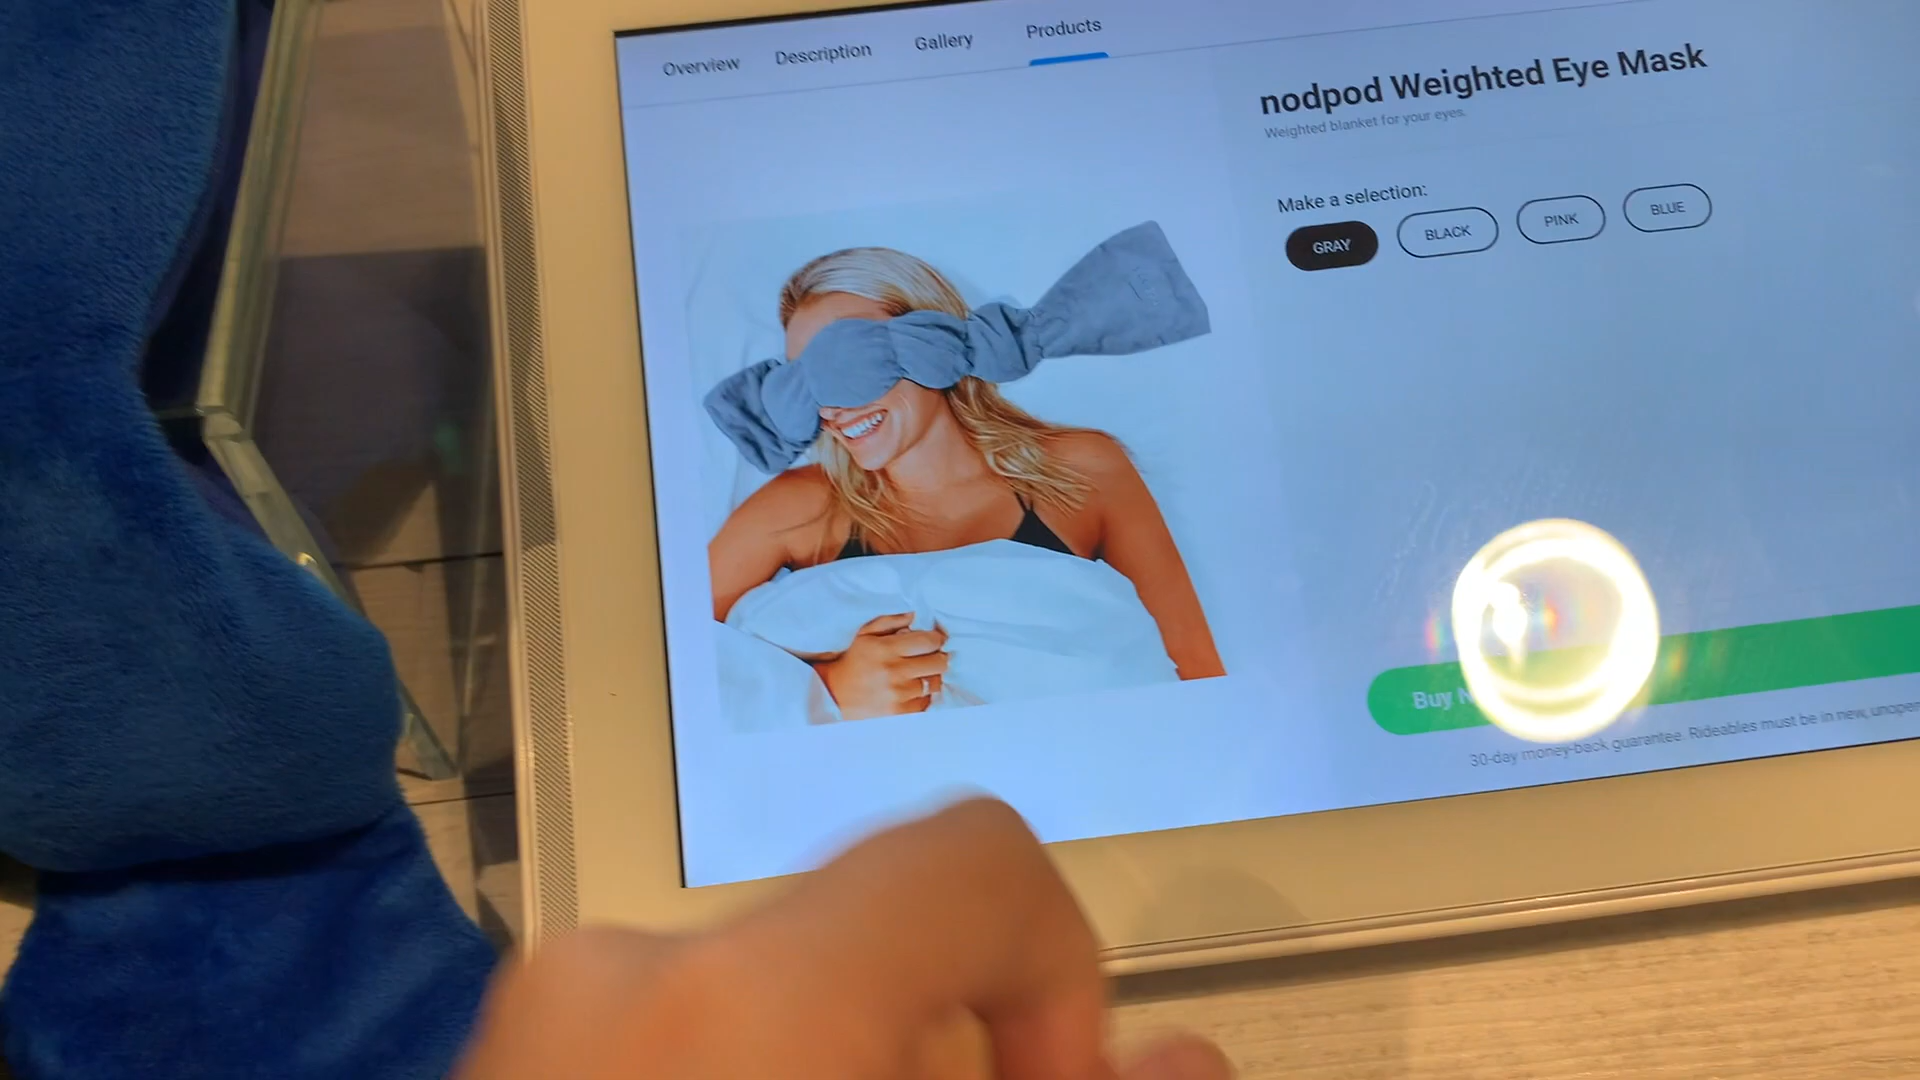 Overview Description Gallery Products
nodpod Weighted Eye Mask
Weighted blanket for your eyes.
Make a selection:
GRAY BLACK PINK BLUE
Buy
30-day money-back guarantee. Rideables must be in new,